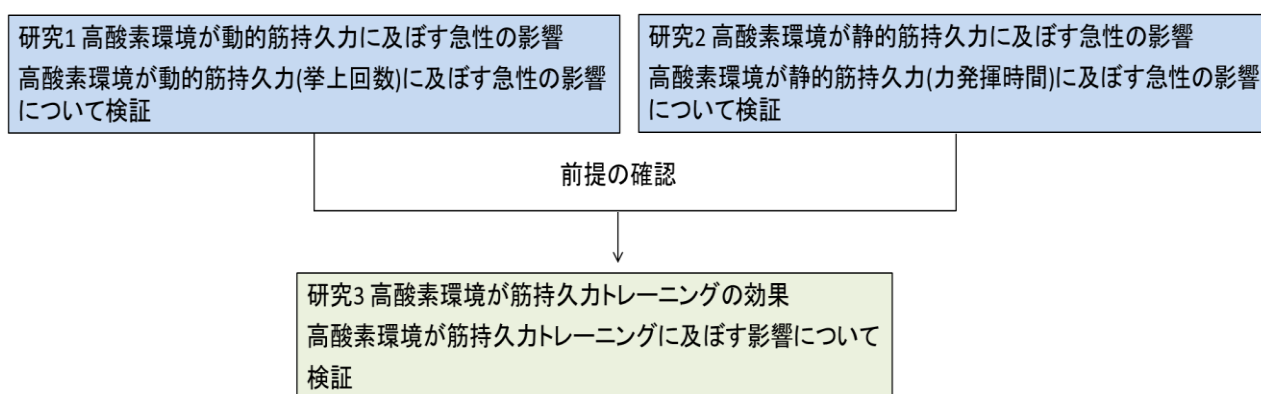 研究1 高酸素環境が動的筋持久力に及ぼす急性の影響
高酸素環境が動的筋持久力(挙上回数)に及ぼす急性の影響
について検証
研究2 高酸素環境が静的筋持久力に及ぼす急性の影響
高酸素環境が静的筋持久力(力発揮時間)に及ぼす急性の影響
について検証
前提の確認
研究3 高酸素環境が筋持久力トレーニングの効果
高酸素環境が筋持久力トレーニングに及ぼす影響について
検証